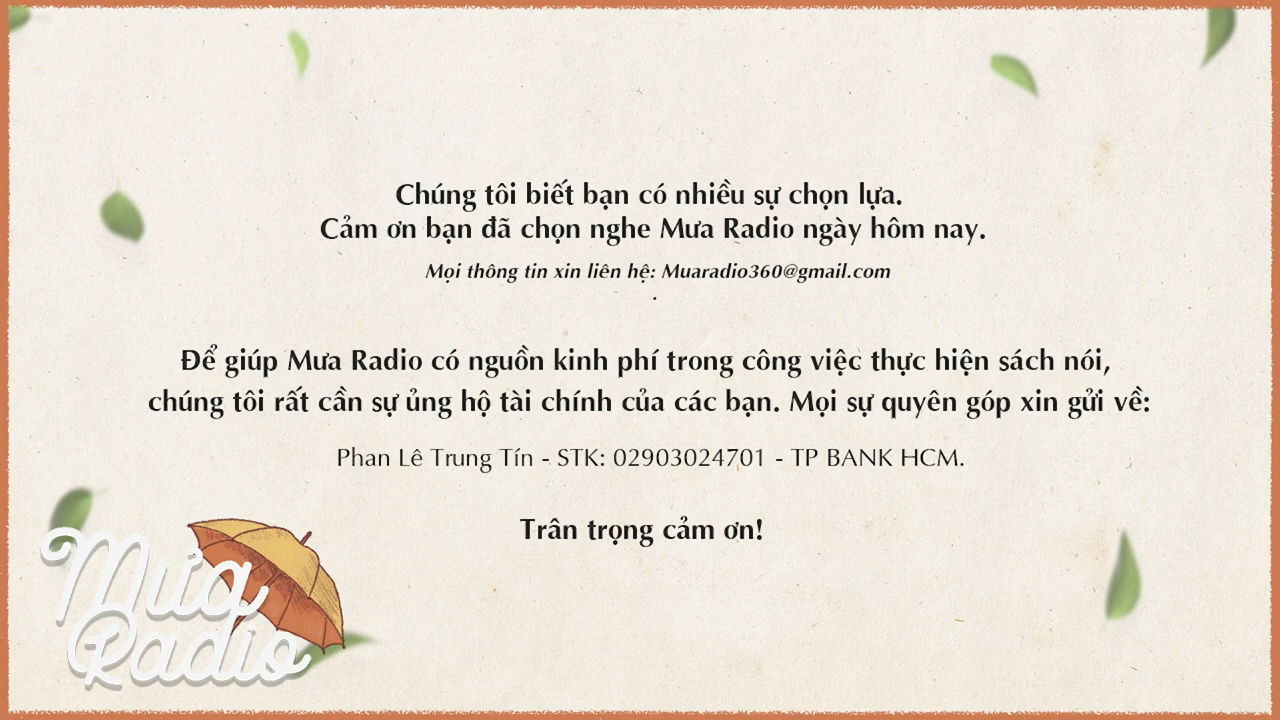 Chúng tôi biết bạn có nhiều sự chọn lựa.
Cảm ơn bạn đã chọn nghe Mưa Radio ngày hôm nay.
Mọi thông tin xin liên hệ: Muaradio360@gmail.com
.
Để giúp Mưa Radio có nguồn kinh phí trong công việc thực hiện sách nói,
chúng tôi rất cần sự ủng hộ tài chính của các bạn. Mọi sự quyên góp xin gửi về:
Phan Lê Trung Tín - STK: 02903024701 - TP BANK HCM.
Trân trọng cảm ơn!
Mưa
Radio